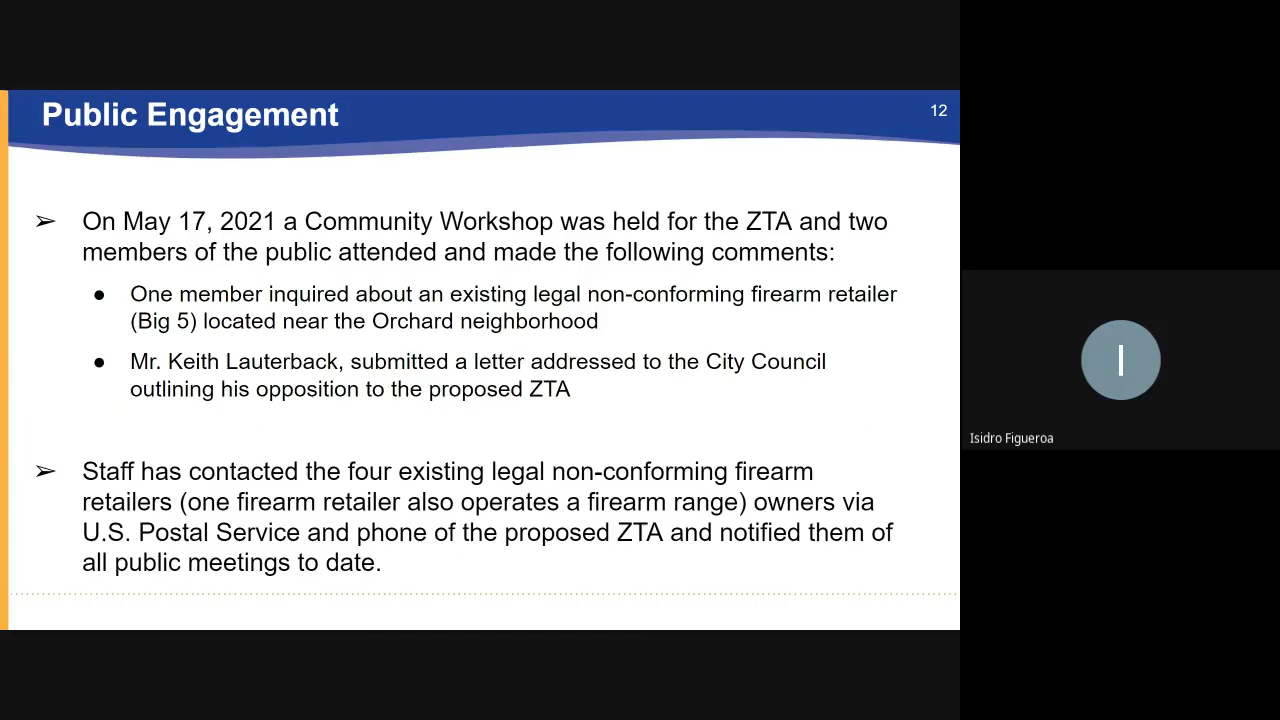 Public Engagement
12
➢ On May 17, 2021 a Community Workshop was held for the ZTA and two
members of the public attended and made the following comments:
● One member inquired about an existing legal non-conforming firearm retailer
(Big 5) located near the Orchard neighborhood
● Mr. Keith Lauterback, submitted a letter addressed to the City Council
outlining his opposition to the proposed ZTA
➢ Staff has contacted the four existing legal non-conforming firearm
retailers (one firearm retailer also operates a firearm range) owners via
U.S. Postal Service and phone of the proposed ZTA and notified them of
all public meetings to date.
I
Isidro Figueroa